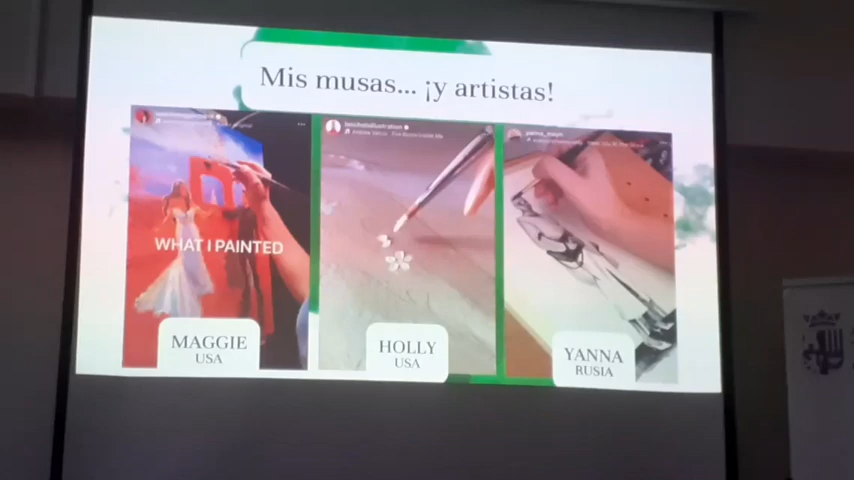 Mis musas... ¡y artistas!
WHAT I PAINTED
MAGGIE
USA
HOLLY
USA
YANNA
RUSIA